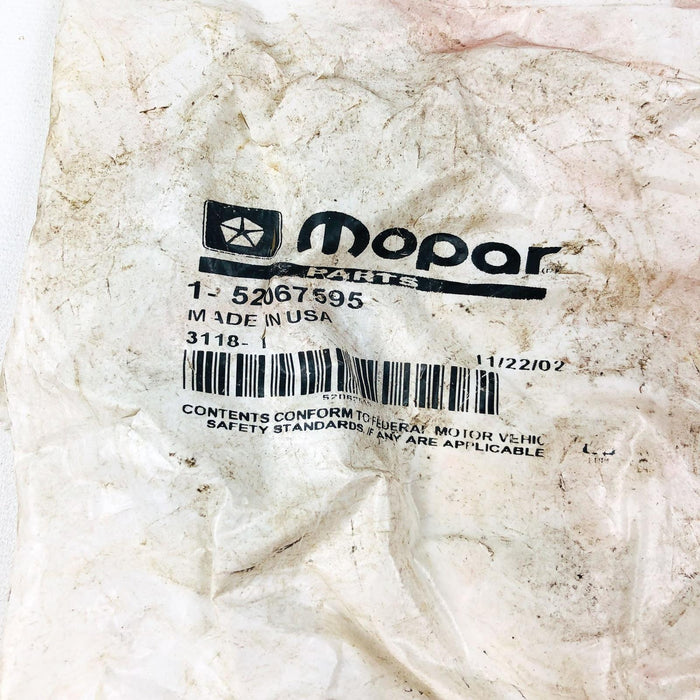 Mopar
PARTS
1- 52067595
MADE IN USA
3118-
11/22/02
CONTENTS CONFORM TO FEDERAL MOTOR VEHIC
SAFETY STANDARDS IF ANY ARE APPLICABLE